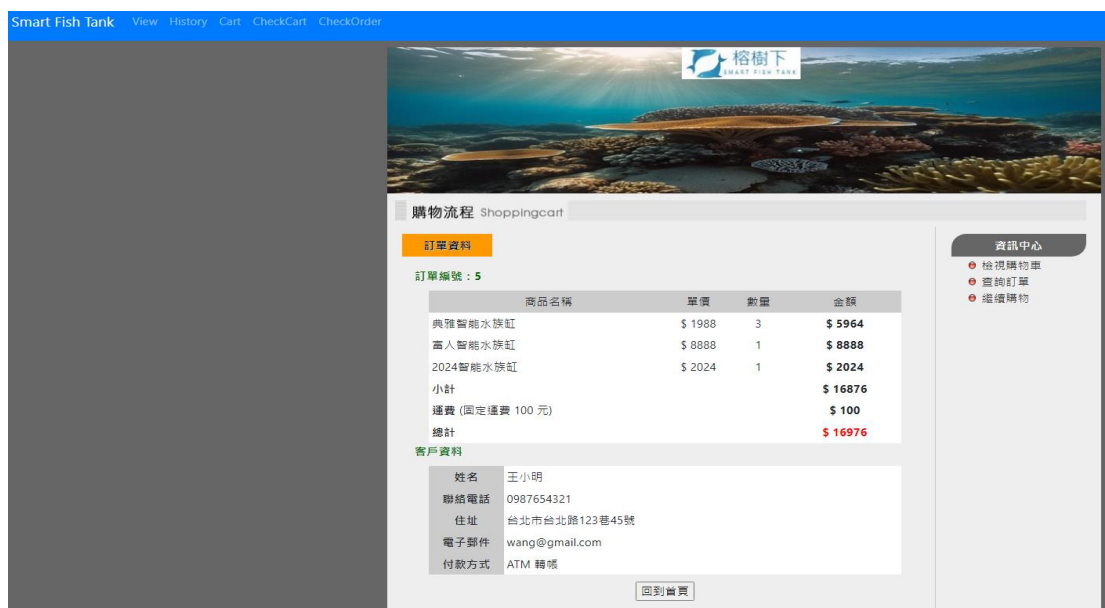 Smart Fish Tank View History Cart CheckCart CheckOrder
榕樹下
SMART FISH TANK
購物流程 Shoppingcart
訂單資料
訂單編號：5
商品名稱 單價 數量 金額
典雅智能水族缸 $ 1988 3 $ 5964
富人智能水族缸 $ 8888 1 $ 8888
2024智能水族缸 $ 2024 1 $ 2024
小計 $ 16876
運費 (固定運費 100 元) $ 100
總計 $ 16976
客戶資料
姓名 王小明
聯絡電話 0987654321
住址 台北市台北路123巷45號
電子郵件 wang@gmail.com
付款方式 ATM 轉帳
回到首頁
資訊中心
檢視購物車
查詢訂單
繼續購物